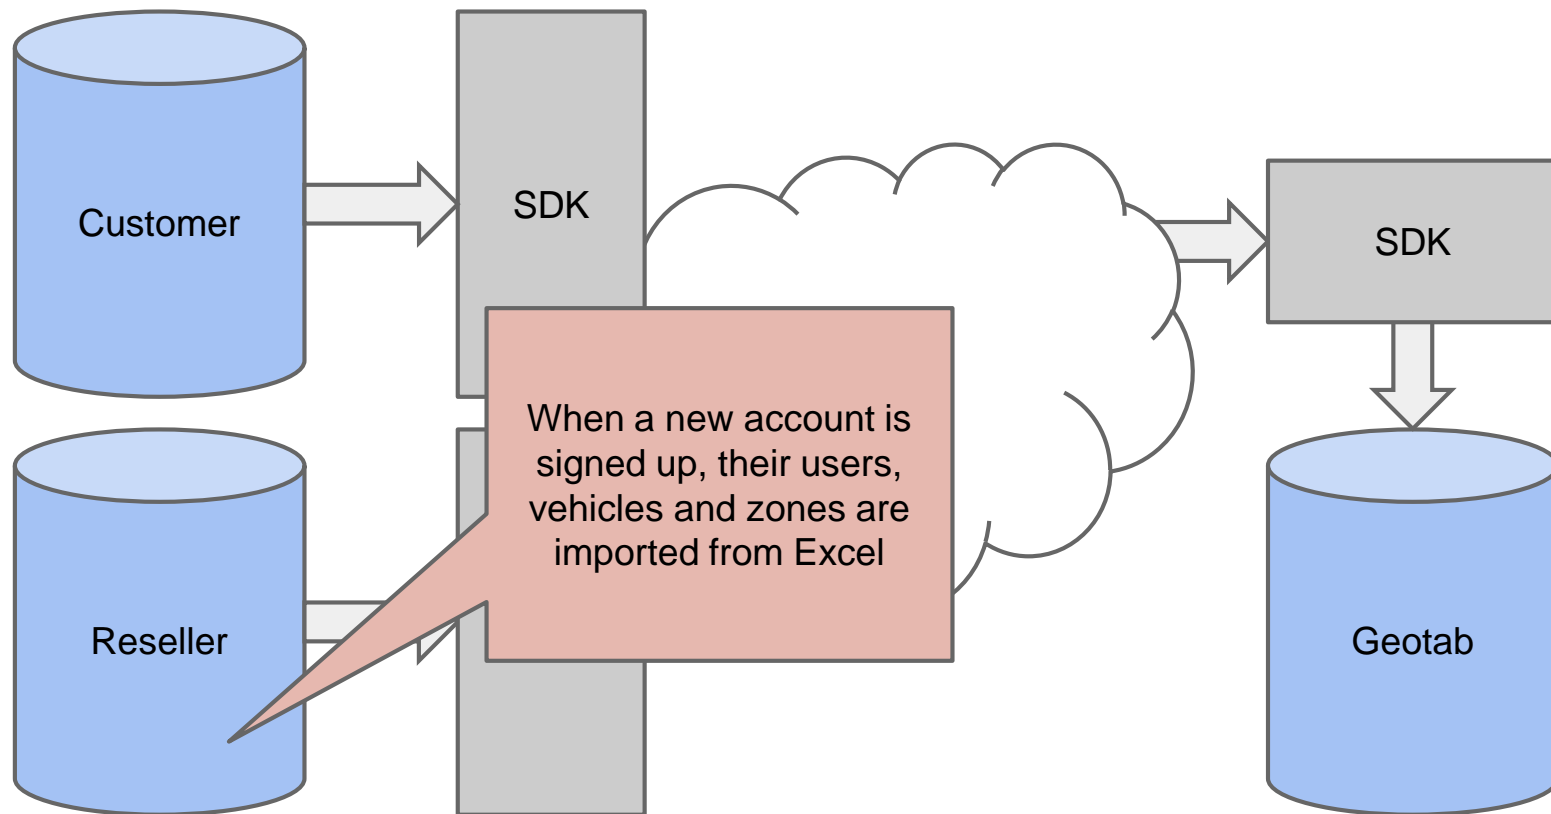 Customer
SDK
SDK
When a new account is
signed up, their users,
vehicles and zones are
imported from Excel
Reseller
Geotab